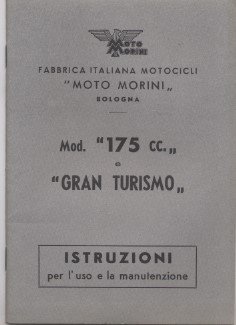 MOTO
MORINI
FABBRICA ITALIANA MOTOCICLI
"MOTO MORINI„
BOLOGNA
Mod. "175 cc.„
e
"GRAN TURISMO„
ISTRUZIONI
per l'uso e la manutenzione